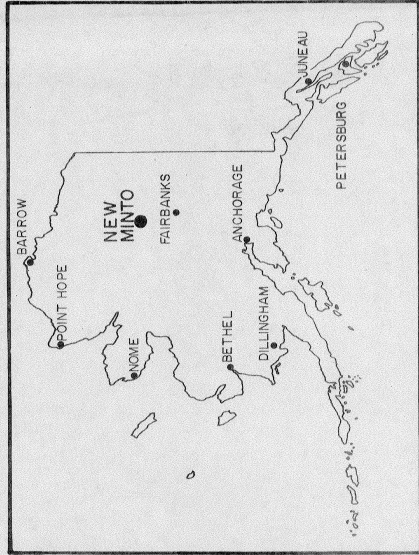 BARROW
POINT HOPE
NOME
NEW
MINTO
FAIRBANKS
BETHEL
DILLINGHAM
ANCHORAGE
JUNEAU
PETERSBURG